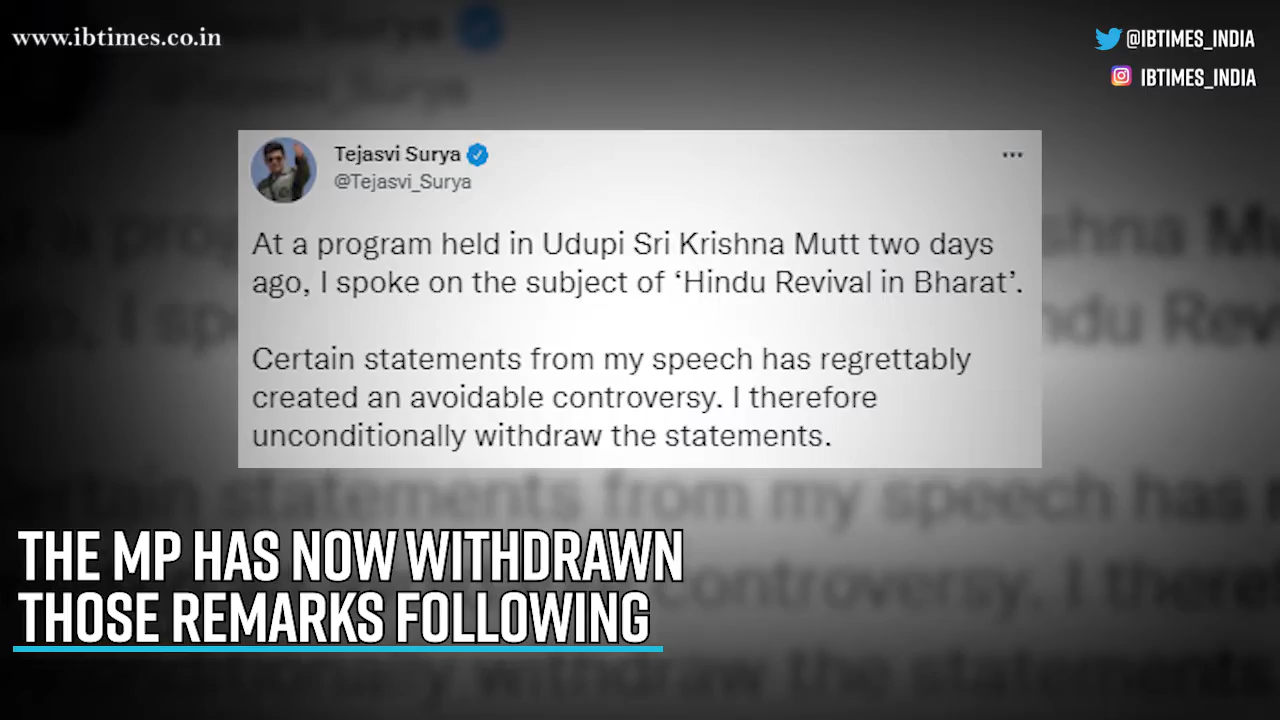 www.ibtimes.co.in
@IBTIMES_INDIA
IBTIMES_INDIA
Tejasvi Surya
@Tejasvi_Surya
At a program held in Udupi Sri Krishna Mutt two days
ago, I spoke on the subject of ‘Hindu Revival in Bharat’.
Certain statements from my speech has regrettably
created an avoidable controversy. I therefore
unconditionally withdraw the statements.
THE MP HAS NOW WITHDRAWN
THOSE REMARKS FOLLOWING